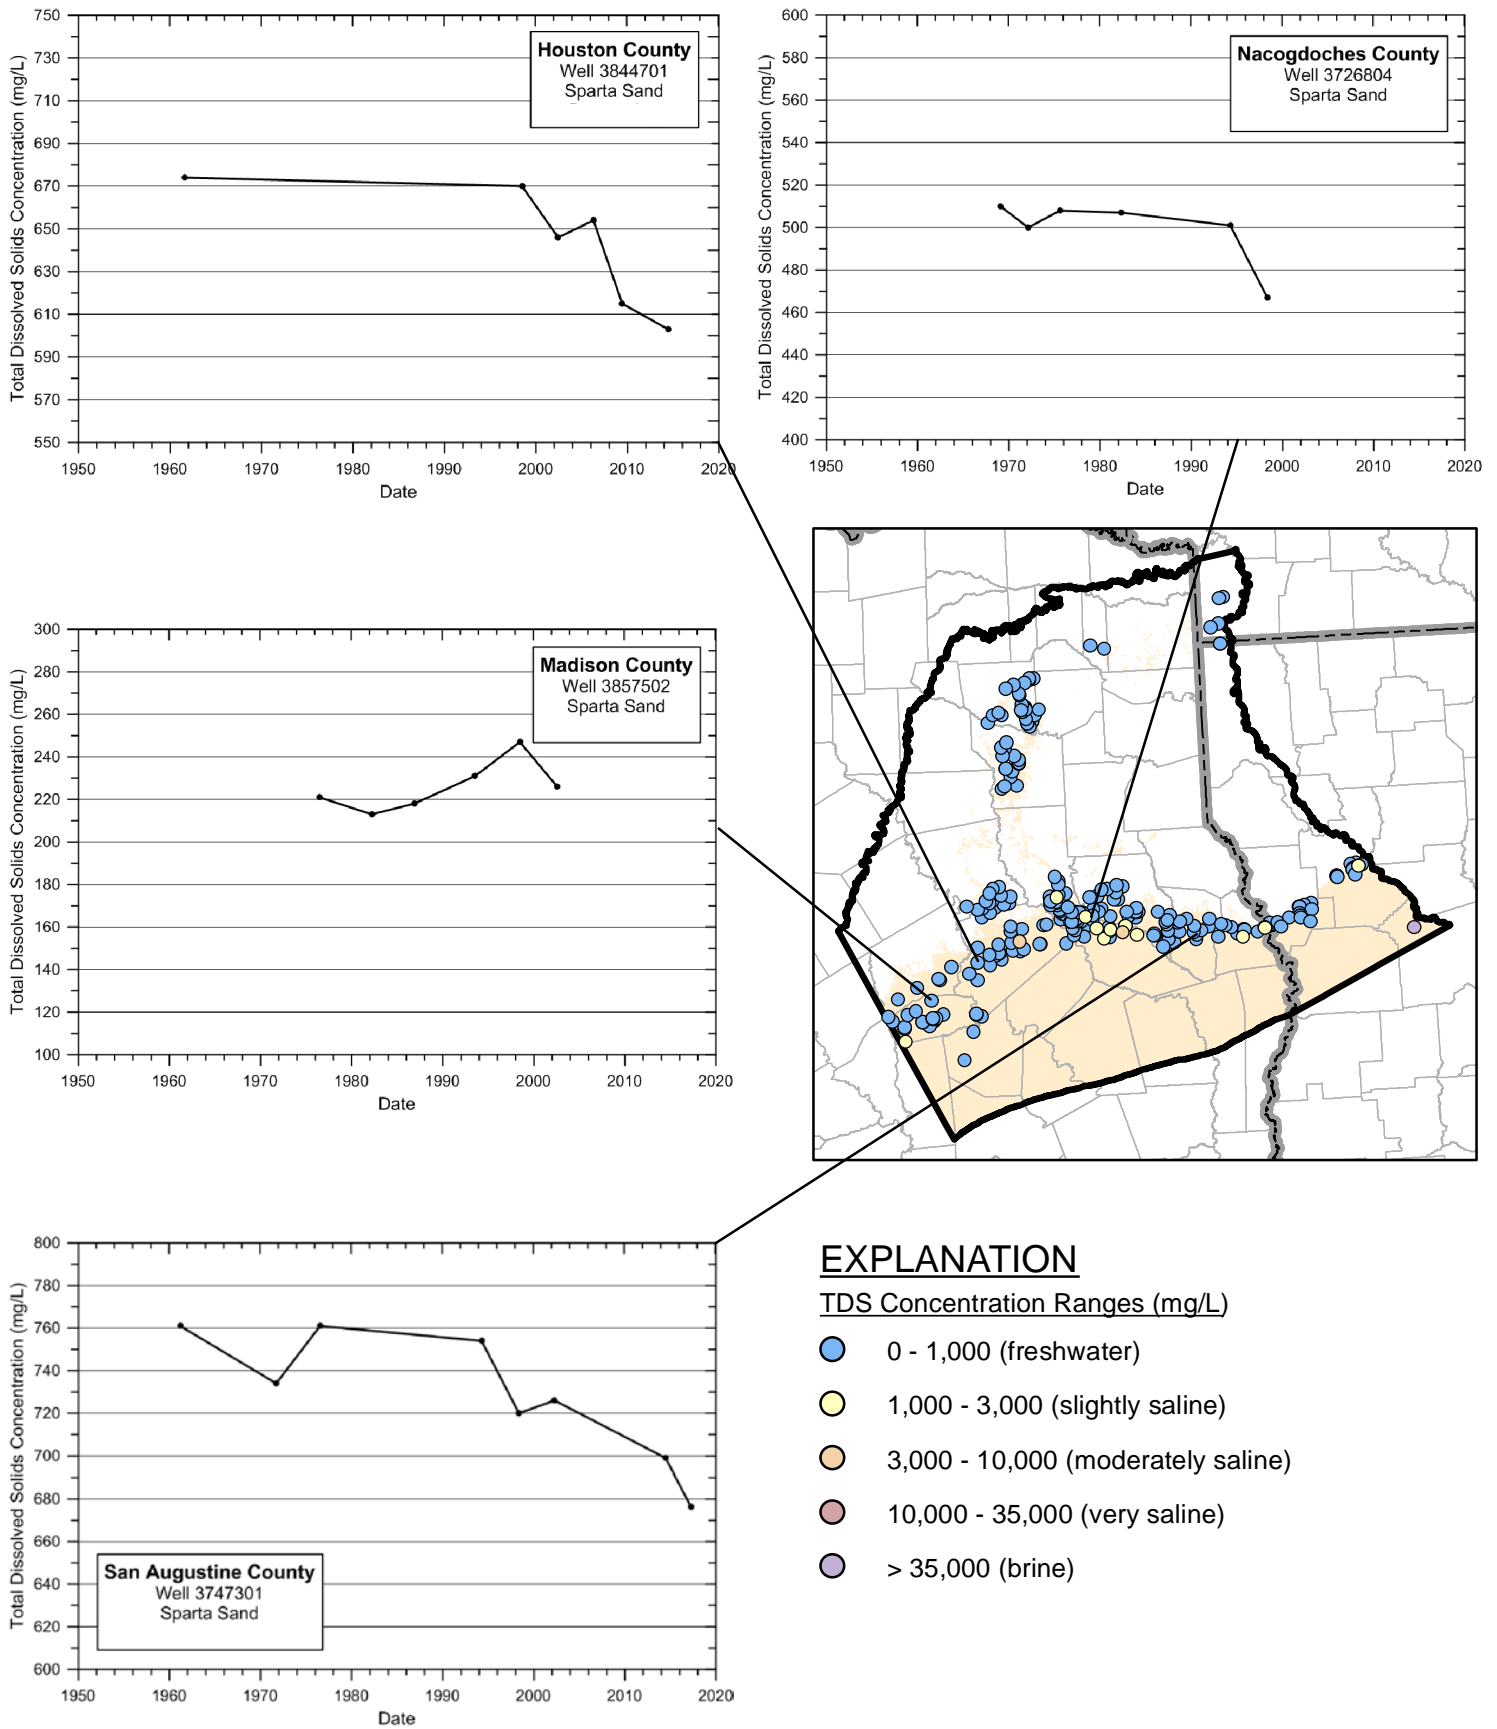 Total Dissolved Solids Concentration (mg/L)
750
730
710
690
670
650
630
610
590
570
550
Houston County
Well 3844701
Sparta Sand
1950 1960 1970 1980 1990 2000 2010 2020
Date
Total Dissolved Solids Concentration (mg/L)
600
580
560
540
520
500
480
460
440
420
400
Nacogdoches County
Well 3726804
Sparta Sand
1950 1960 1970 1980 1990 2000 2010 2020
Date
Total Dissolved Solids Concentration (mg/L)
300
280
260
240
220
200
180
160
140
120
100
Madison County
Well 3857502
Sparta Sand
1950 1960 1970 1980 1990 2000 2010 2020
Date
Total Dissolved Solids Concentration (mg/L)
800
780
760
740
720
700
680
660
640
620
600
San Augustine County
Well 3747301
Sparta Sand
1950 1960 1970 1980 1990 2000 2010 2020
Date
EXPLANATION
TDS Concentration Ranges (mg/L)
0 - 1,000 (freshwater)
1,000 - 3,000 (slightly saline)
3,000 - 10,000 (moderately saline)
10,000 - 35,000 (very saline)
> 35,000 (brine)